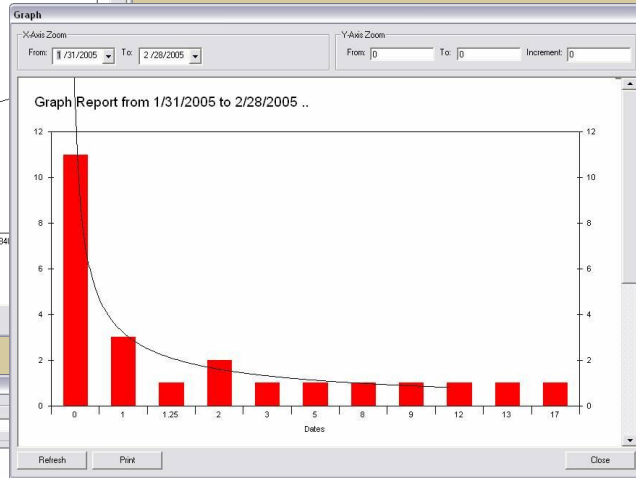 Graph
X-Axis Zoom
From: 1/31/2005 To: 2/28/2005
Y-Axis Zoom
From: 0 To: 0 Increment: 0
Graph Report from 1/31/2005 to 2/28/2005 ..
12 12
10 10
8 8
6 6
4 4
2 2
0 0
0 1 1.25 2 3 5 8 9 12 13 17
Dates
Refresh Print Close